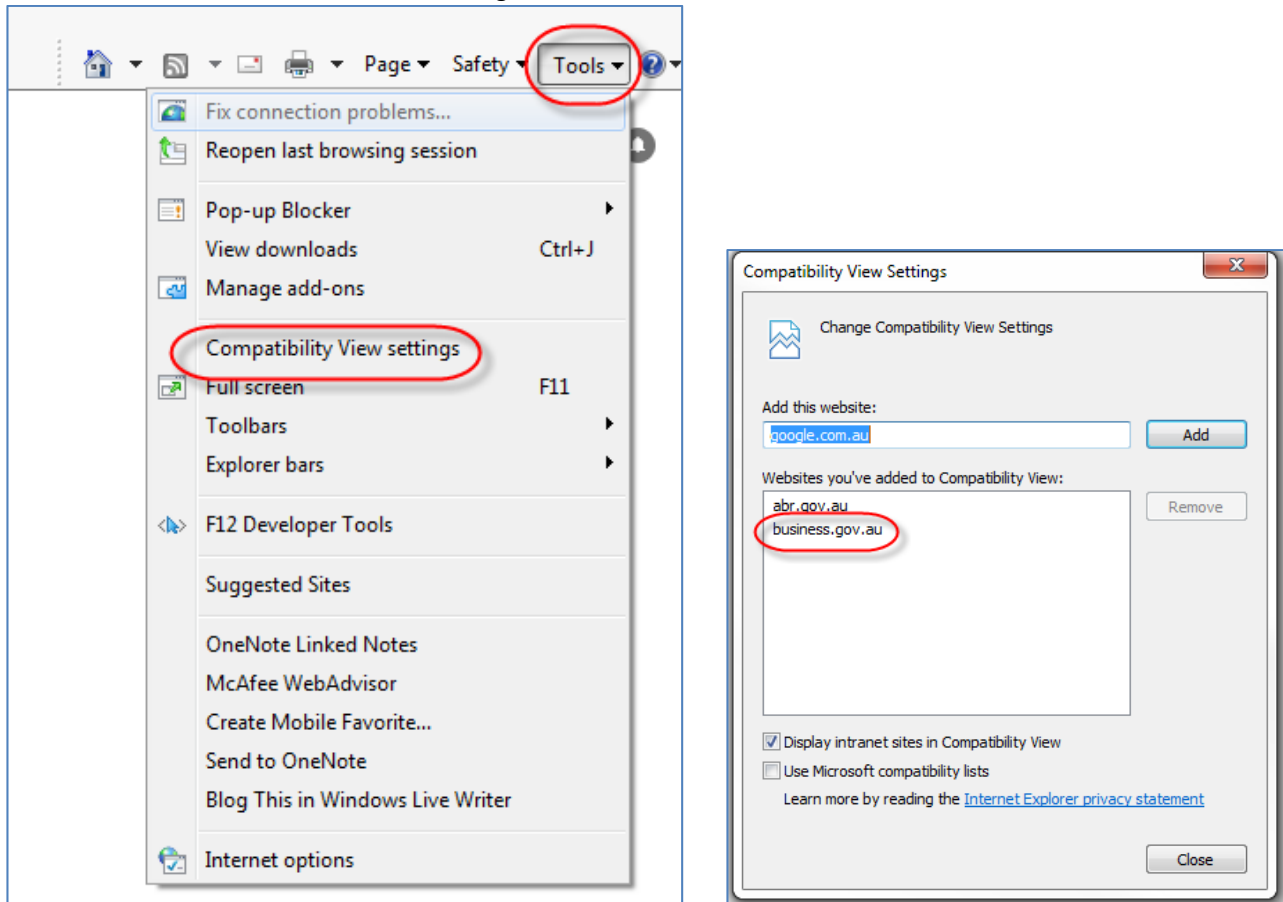 Page Safety Tools
Fix connection problems...
Reopen last browsing session
Pop-up Blocker
View downloads Ctrl+J
Manage add-ons
Compatibility View settings
Full screen F11
Toolbars
Explorer bars
F12 Developer Tools
Suggested Sites
OneNote Linked Notes
McAfee WebAdvisor
Create Mobile Favorite...
Send to OneNote
Blog This in Windows Live Writer
Internet options
Compatibility View Settings
Change Compatibility View Settings
Add this website:
google.com.au Add
Websites you've added to Compatibility View:
abr.gov.au Remove
business.gov.au
Display intranet sites in Compatibility View
Use Microsoft compatibility lists
Learn more by reading the Internet Explorer privacy statement
Close